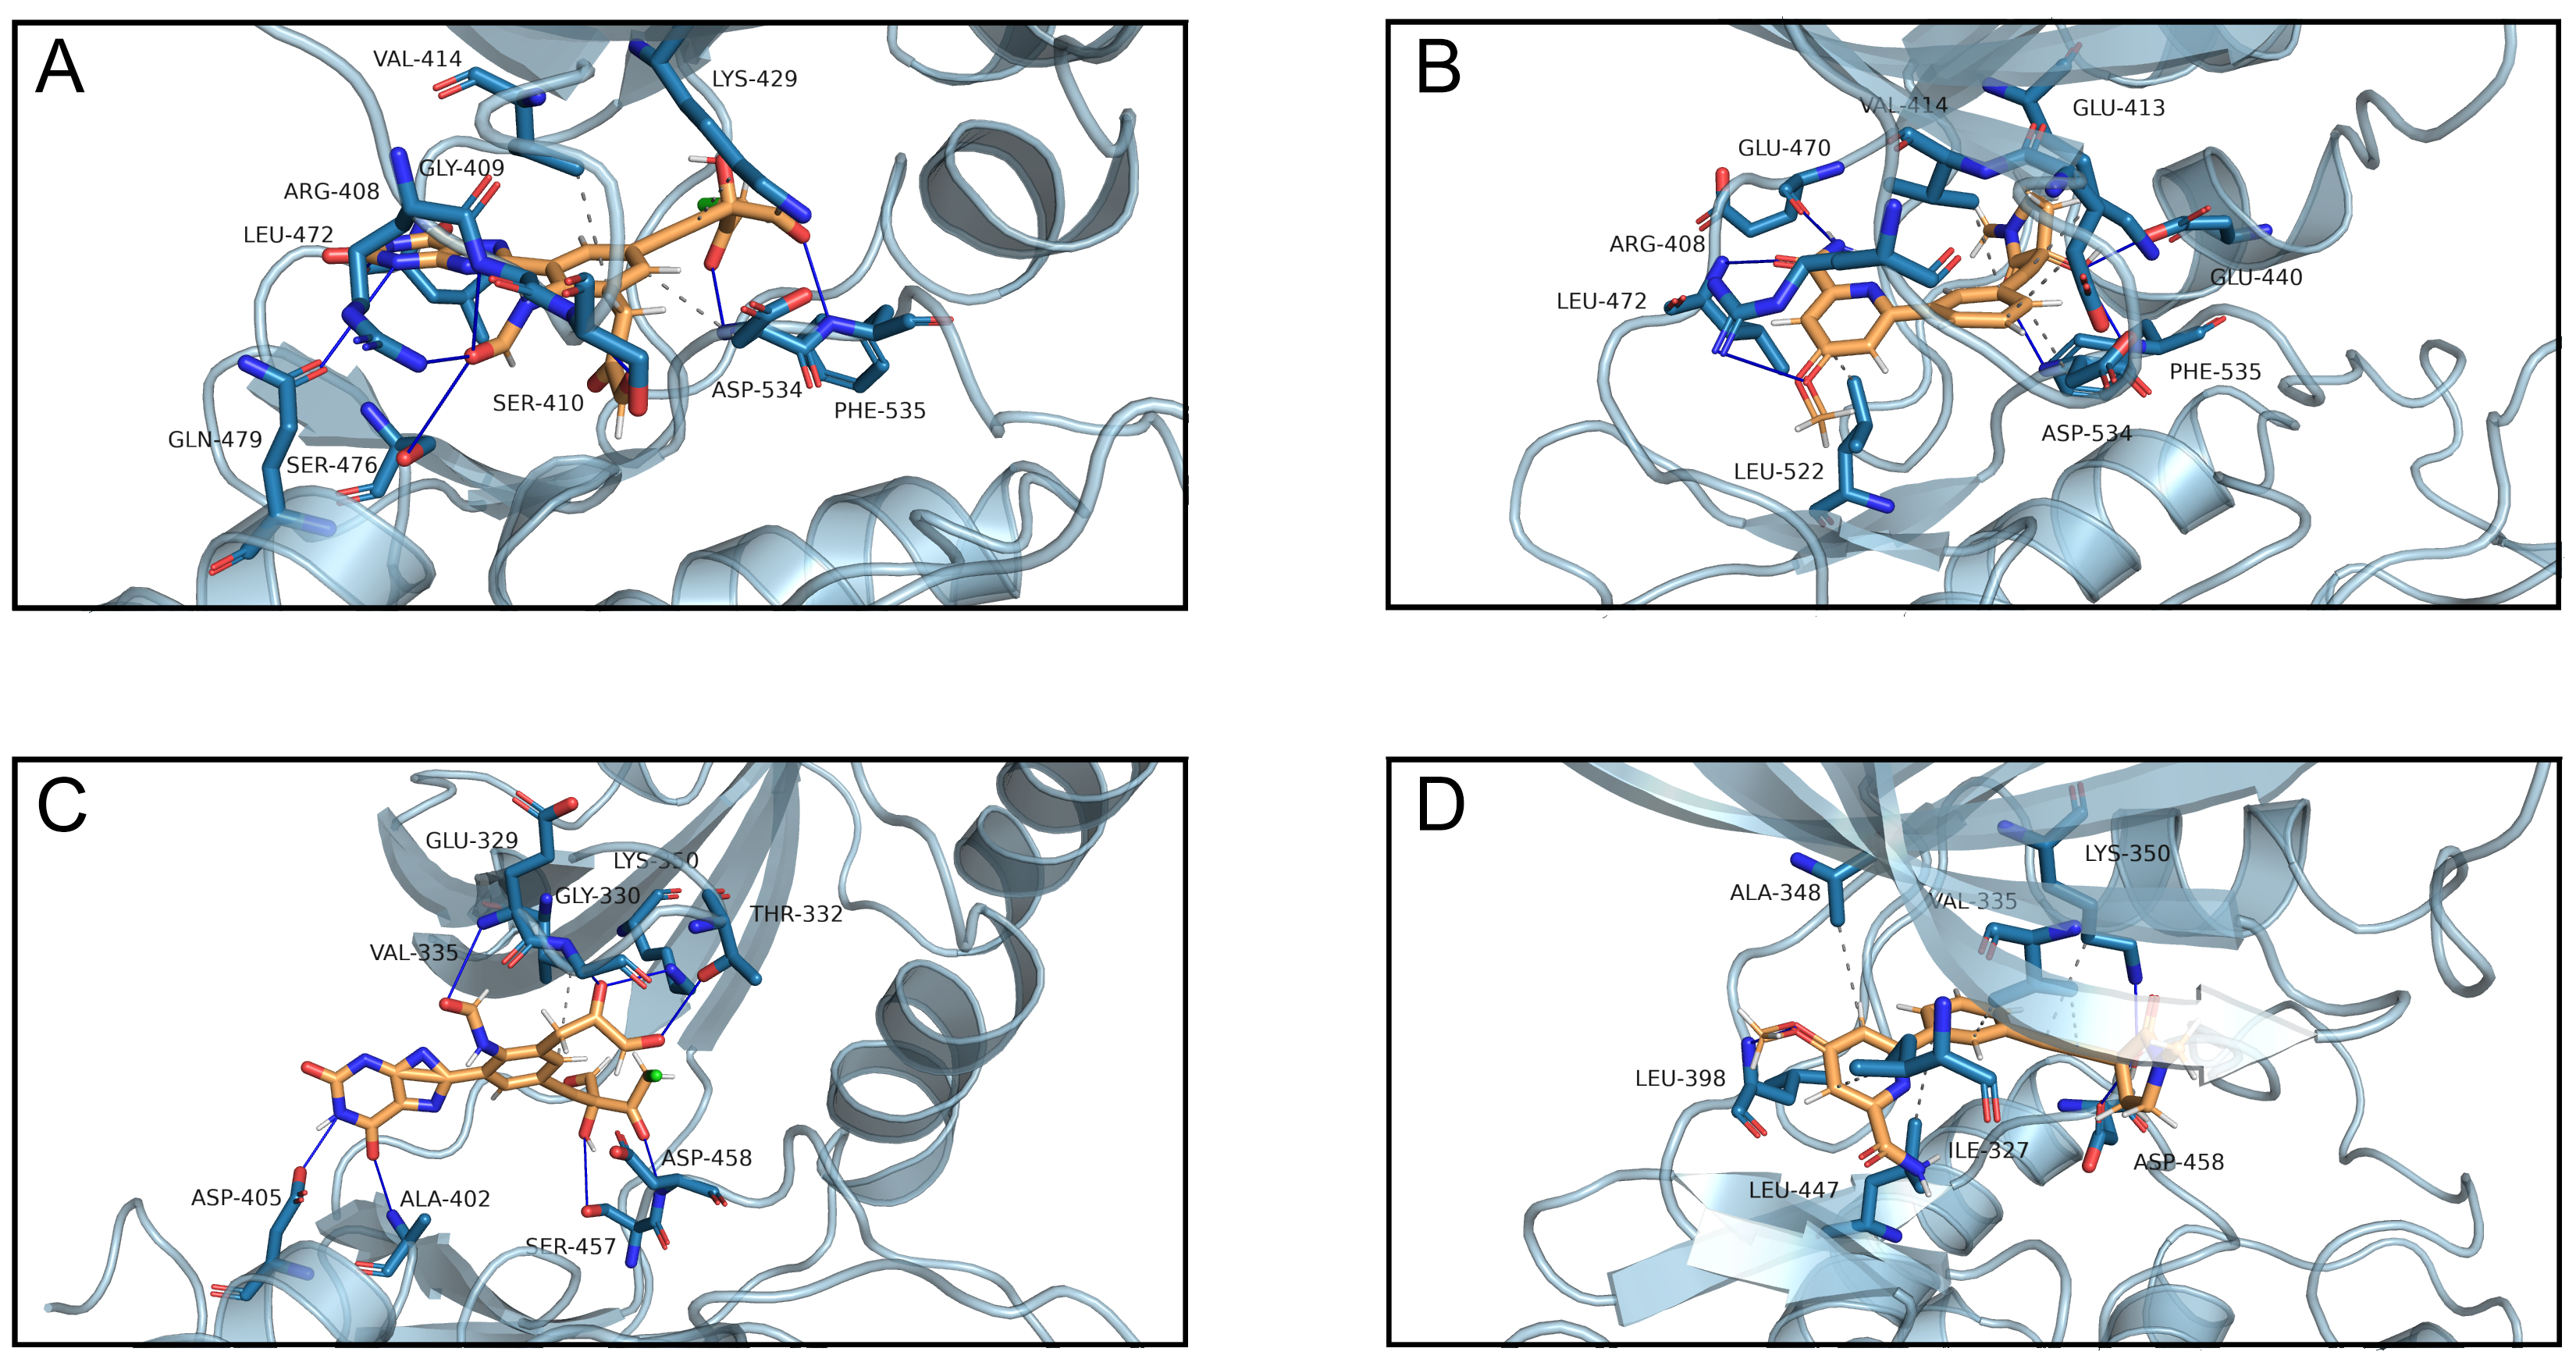 A
VAL-414
LYS-429
GLY-409
ARG-408
LEU-472
SER-410
ASP-534
PHE-535
GLN-479
SER-476
B
VAL-414
GLU-413
GLU-470
ARG-408
GLU-440
LEU-472
PHE-535
ASP-534
LEU-522
C
GLU-329
LYS-350
GLY-330
THR-332
VAL-335
ASP-458
ASP-405
ALA-402
SER-457
D
LYS-350
ALA-348
VAL-335
LEU-398
ILE-327
ASP-458
LEU-447